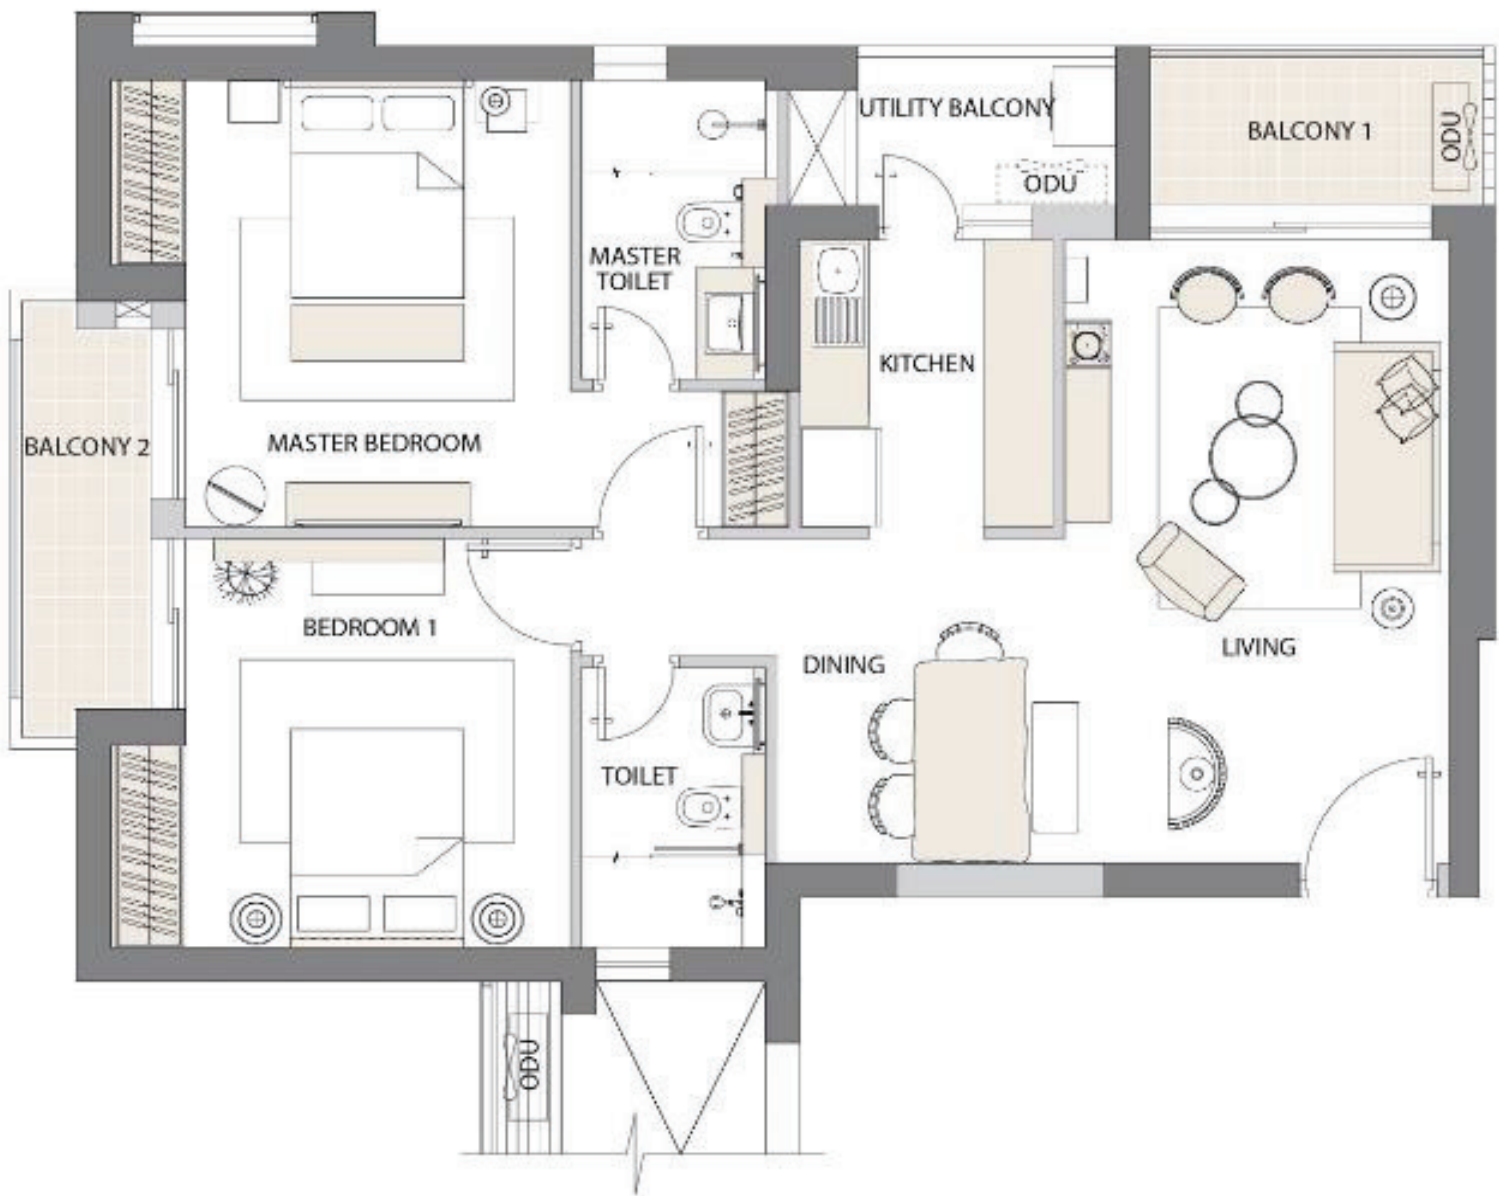 UTILITY BALCONY
BALCONY 1
ODU
ODU
MASTER
TOILET
KITCHEN
MASTER BEDROOM
BALCONY 2
BEDROOM 1
DINING
LIVING
TOILET
ODU